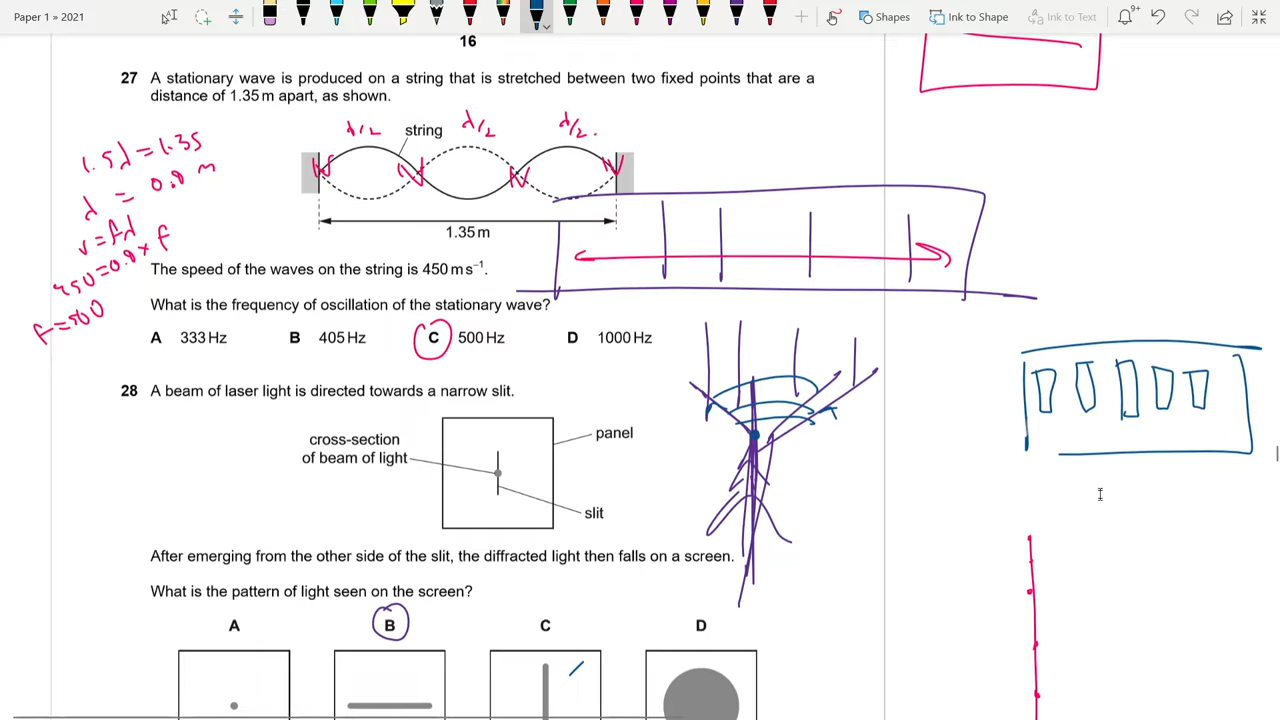 Paper 1 » 2021
Shapes
Ink to Shape
Ink to Text
9+
16
27 A stationary wave is produced on a string that is stretched between two fixed points that are a
distance of 1.35 m apart, as shown.
λ/2 string λ/2 λ/2
1.5λ = 1.35
λ = 0.9 m
v = fλ
450 = 0.9 × f
f = 500
N N N N
1.35 m
The speed of the waves on the string is 450 m s⁻¹.
What is the frequency of oscillation of the stationary wave?
A 333 Hz B 405 Hz C 500 Hz D 1000 Hz
28 A beam of laser light is directed towards a narrow slit.
cross-section
of beam of light
panel
slit
After emerging from the other side of the slit, the diffracted light then falls on a screen.
What is the pattern of light seen on the screen?
A B C D